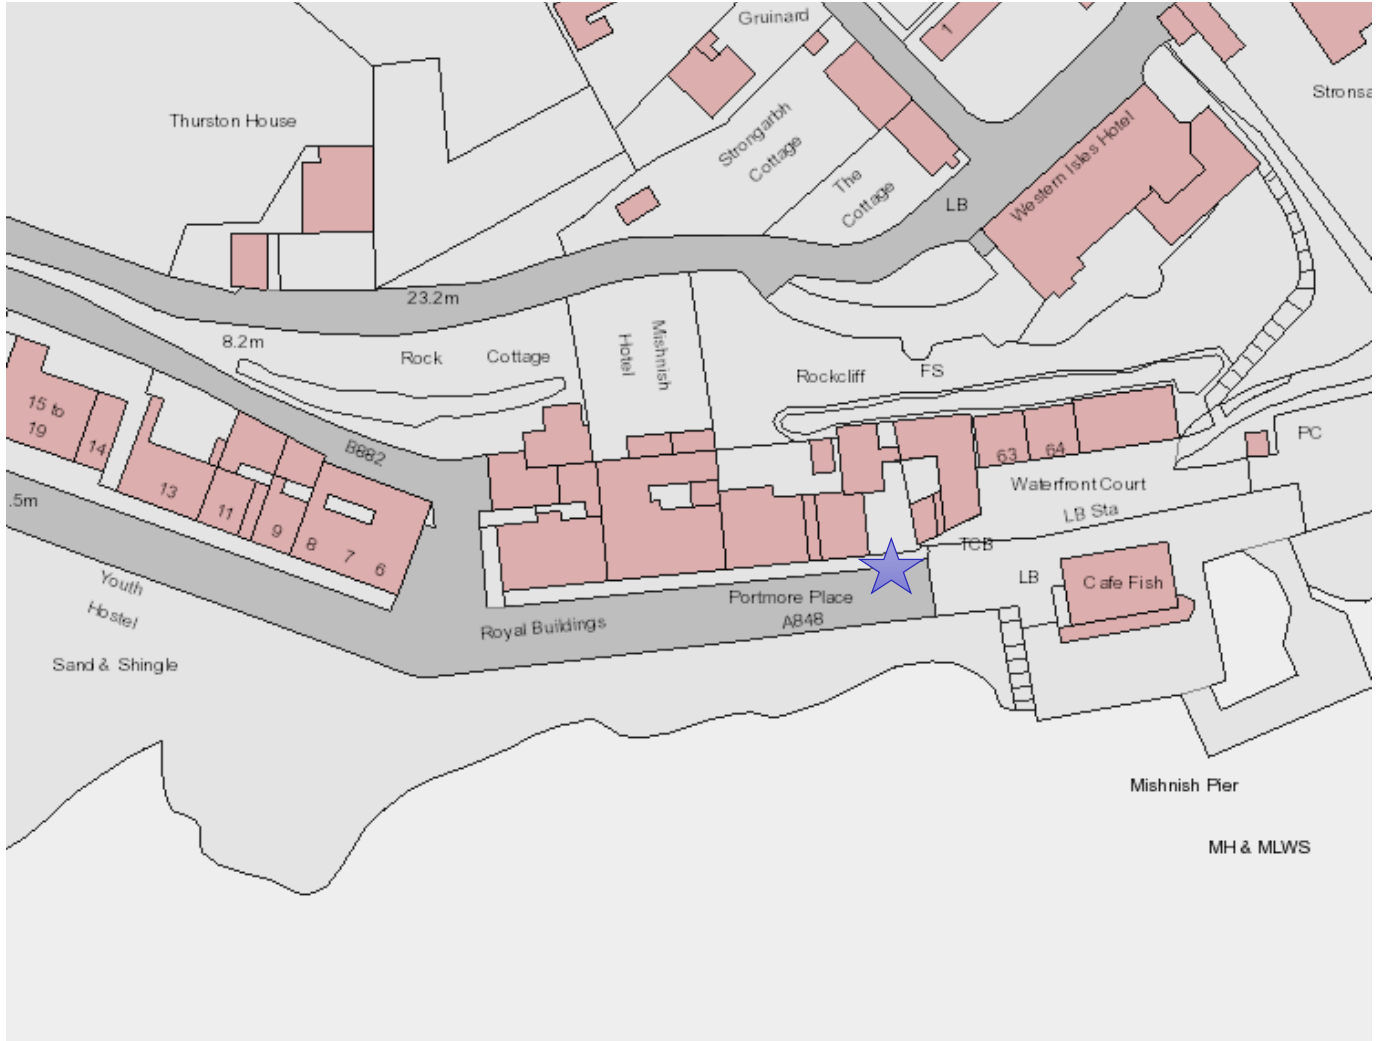 Gruinard
1
Stronsa
Thurston House
Strongarbh
Cottage
The
Cottage
LB
Western Isles Hotel
23.2m
8.2m
Rock Cottage
Mishnish
Hotel
Rockcliff
FS
15 to
19
14
B882
PC
63
64
13
11
9
8
7
6
.5m
Waterfront Court
LB Sta
TCB
LB
Cafe Fish
Youth
Hostel
Portmore Place
A848
Royal Buildings
Sand & Shingle
Mishnish Pier
MH & MLWS